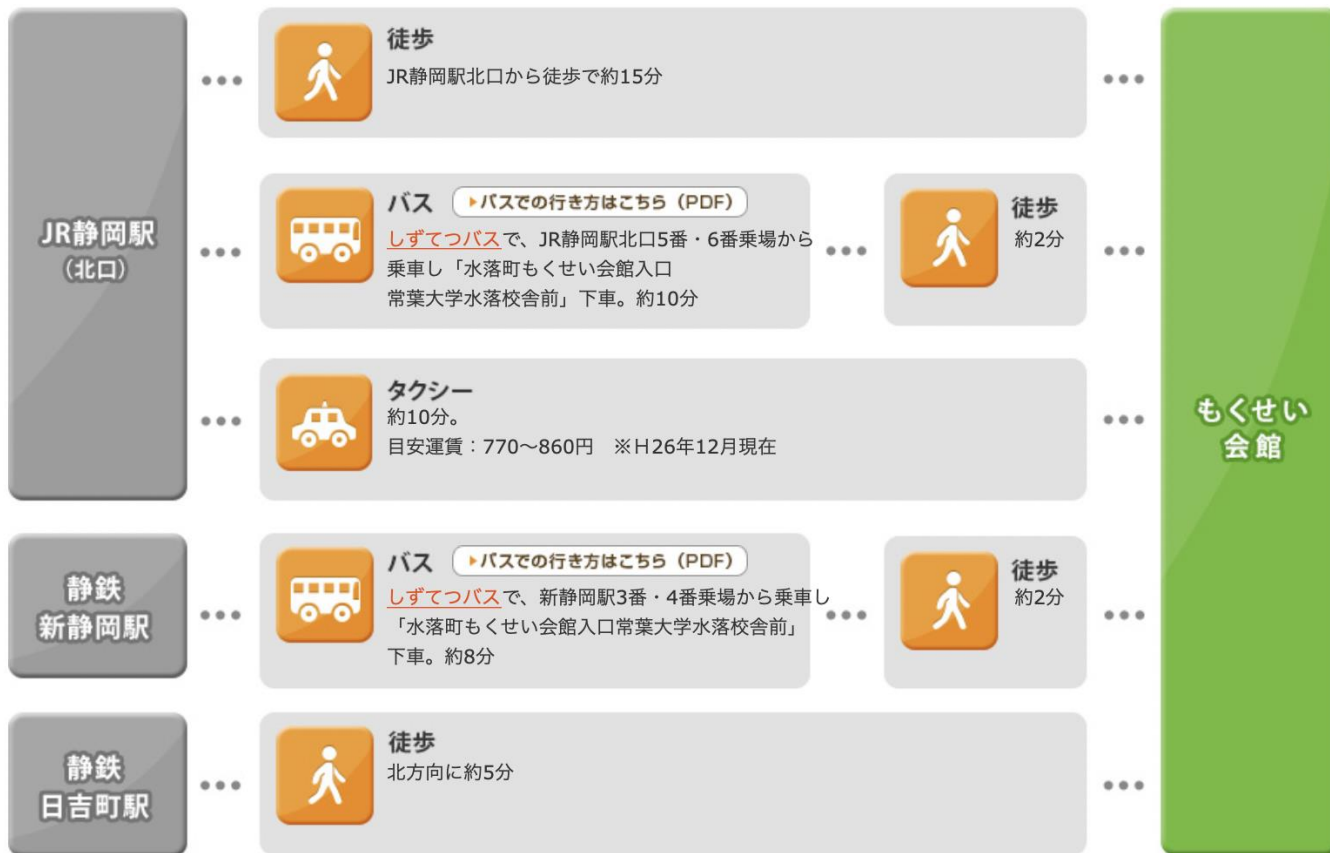 JR静岡駅
（北口）
徒歩
JR静岡駅北口から徒歩で約15分
バス
バスでの行き方はこちら（PDF）
しずてつバスで、JR静岡駅北口5番・6番乗場から
乗車し「水落町もくせい会館入口
常葉大学水落校舎前」下車。約10分
徒歩
約2分
タクシー
約10分。
目安運賃：770〜860円　※H26年12月現在
静鉄
新静岡駅
バス
バスでの行き方はこちら（PDF）
しずてつバスで、新静岡駅3番・4番乗場から乗車し
「水落町もくせい会館入口常葉大学水落校舎前」
下車。約8分
徒歩
約2分
静鉄
日吉町駅
徒歩
北方向に約5分
もくせい
会館